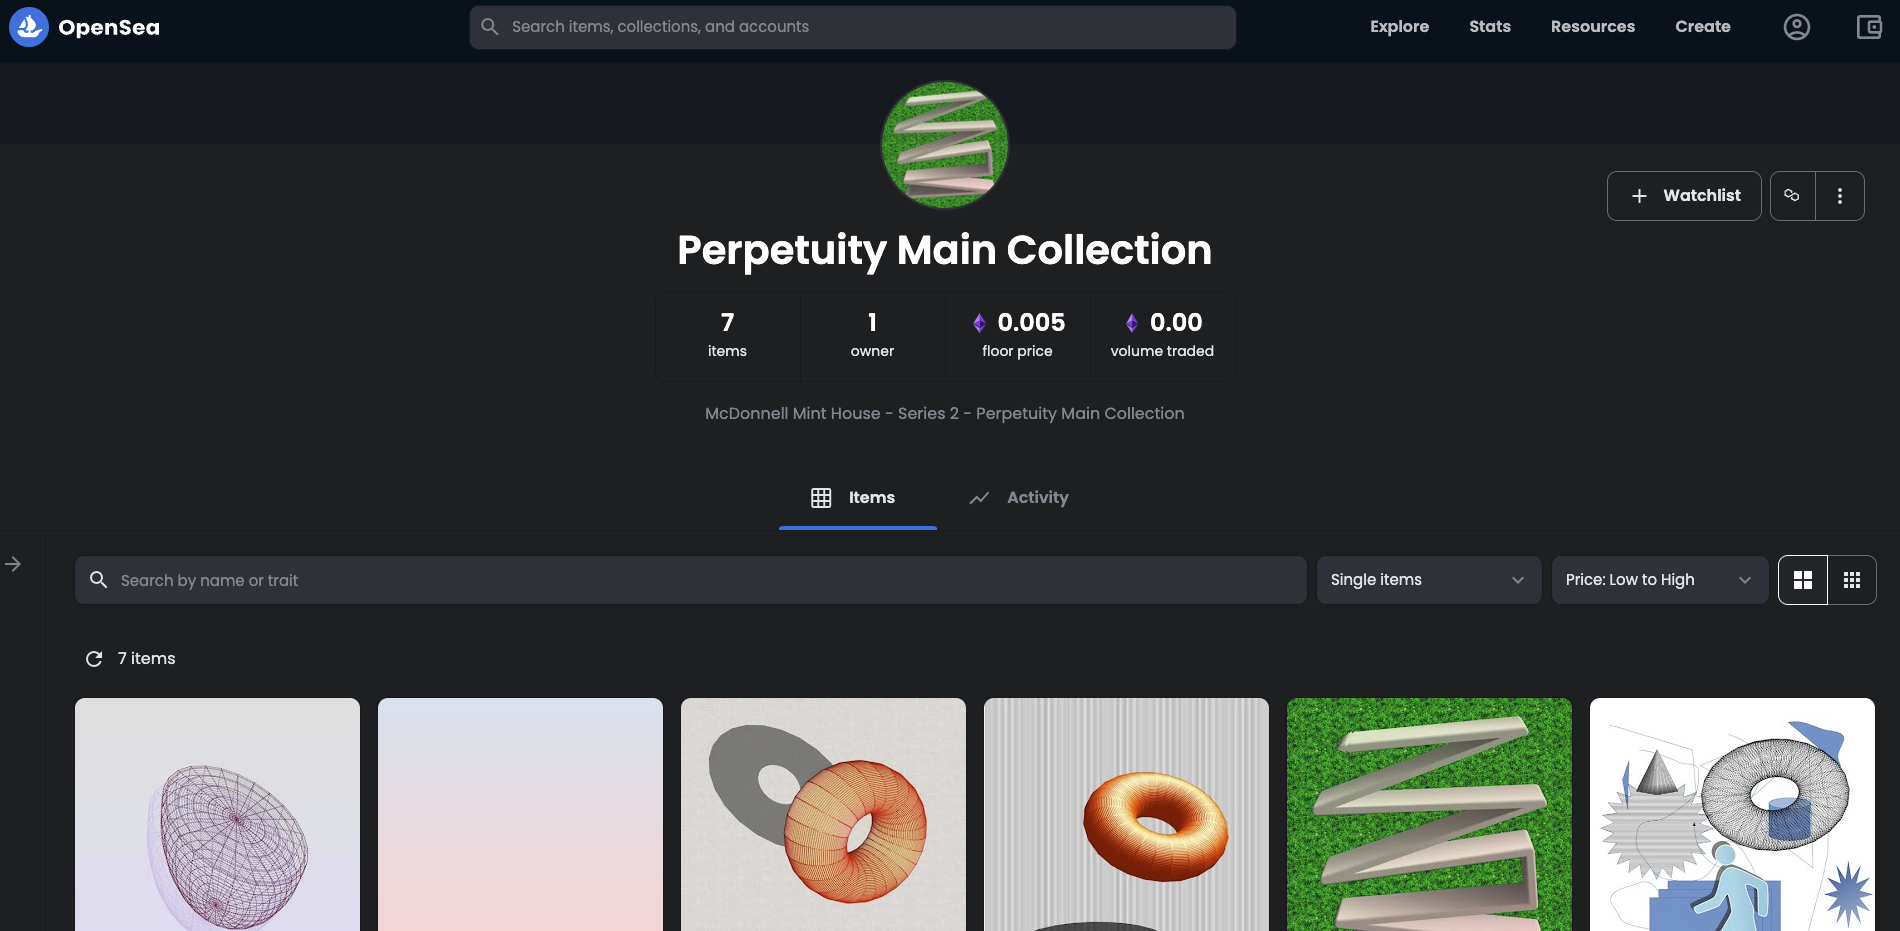 OpenSea
Search items, collections, and accounts
Explore
Stats
Resources
Create
Watchlist
Perpetuity Main Collection
7
items
1
owner
0.005
floor price
0.00
volume traded
McDonnell Mint House - Series 2 - Perpetuity Main Collection
Items
Activity
Search by name or trait
Single items
Price: Low to High
7 items